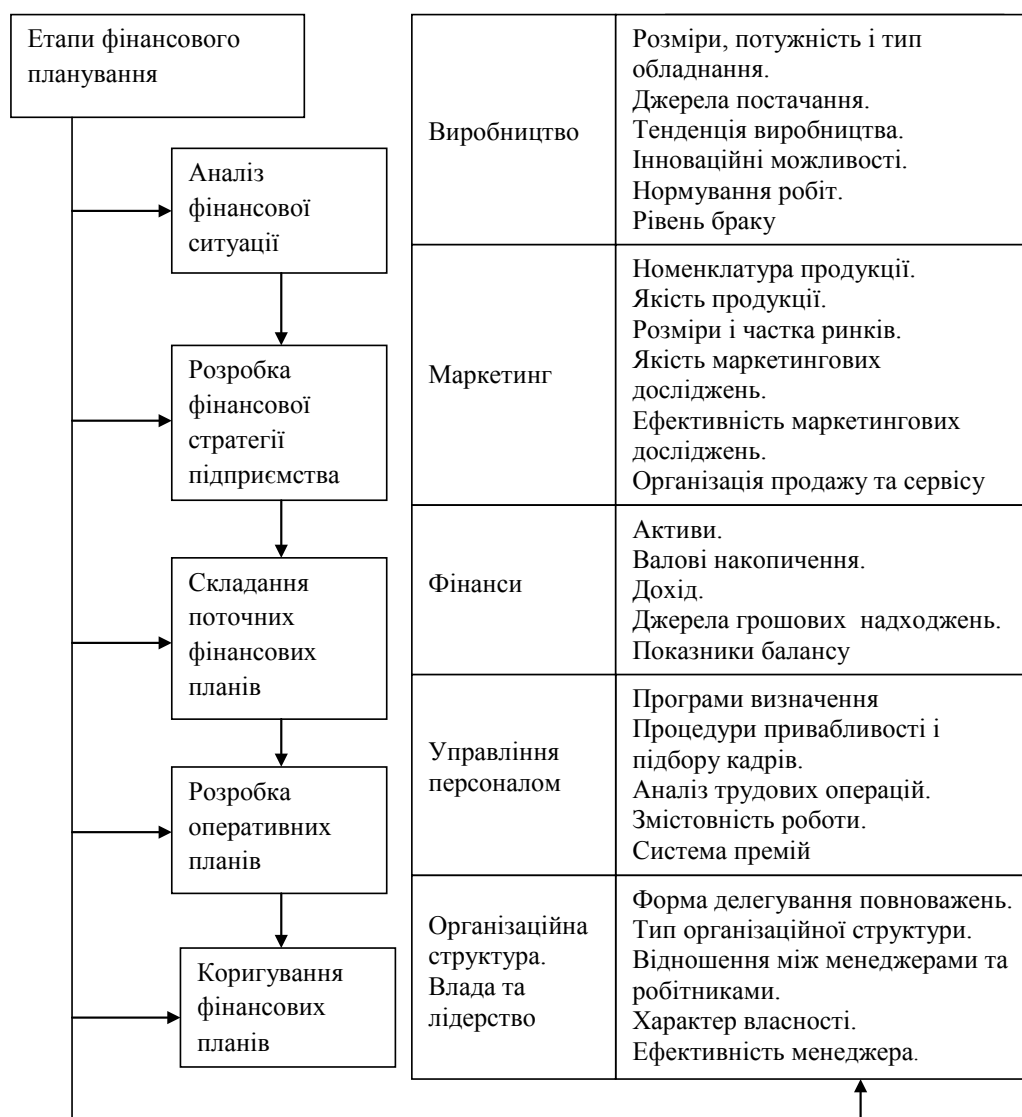 Етапи фінансового
планування
Аналіз
фінансової
ситуації
Розробка
фінансової
стратегії
підприємства
Складання
поточних
фінансових
планів
Розробка
оперативних
планів
Коригування
фінансових
планів
Виробництво
Розміри, потужність і тип
обладнання.
Джерела постачання.
Тенденція виробництва.
Інноваційні можливості.
Нормування робіт.
Рівень браку
Маркетинг
Номенклатура продукції.
Якість продукції.
Розміри і частка ринків.
Якість маркетингових
досліджень.
Ефективність маркетингових
досліджень.
Організація продажу та сервісу
Фінанси
Активи.
Валові накопичення.
Дохід.
Джерела грошових надходжень.
Показники балансу
Управління
персоналом
Програми визначення
Процедури привабливості і
підбору кадрів.
Аналіз трудових операцій.
Змістовність роботи.
Система премій
Організаційна
структура.
Влада та
лідерство
Форма делегування повноважень.
Тип організаційної структури.
Відношення між менеджерами та
робітниками.
Характер власності.
Ефективність менеджера.